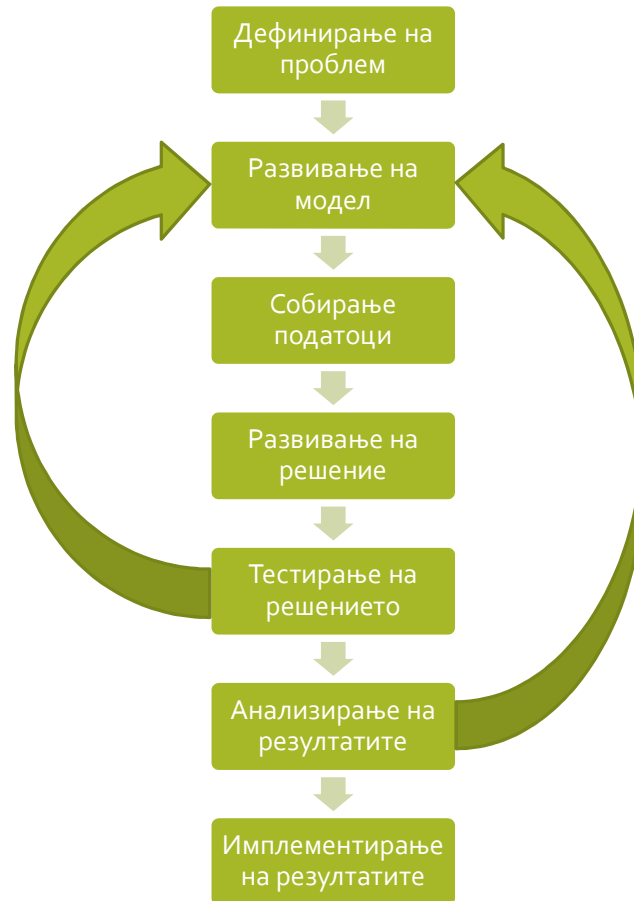 Дефинирање на
проблем
Развивање на
модел
Собирање
податоци
Развивање на
решение
Тестирање на
решението
Анализирање на
резултатите
Имплементирање
на резултатите